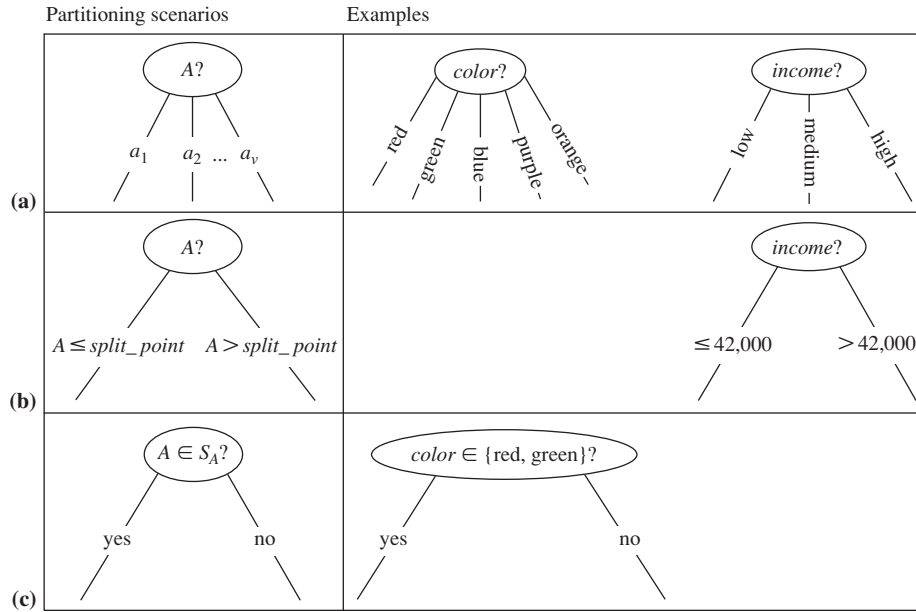 Partitioning scenarios Examples
A?
color?
income?
a1 a2 ... av
red green blue purple orange
low medium high
(a)
A?
income?
A ≤ split_point A > split_point
≤ 42,000 > 42,000
(b)
A ∈ SA?
color ∈ {red, green}?
yes no
yes no
(c)